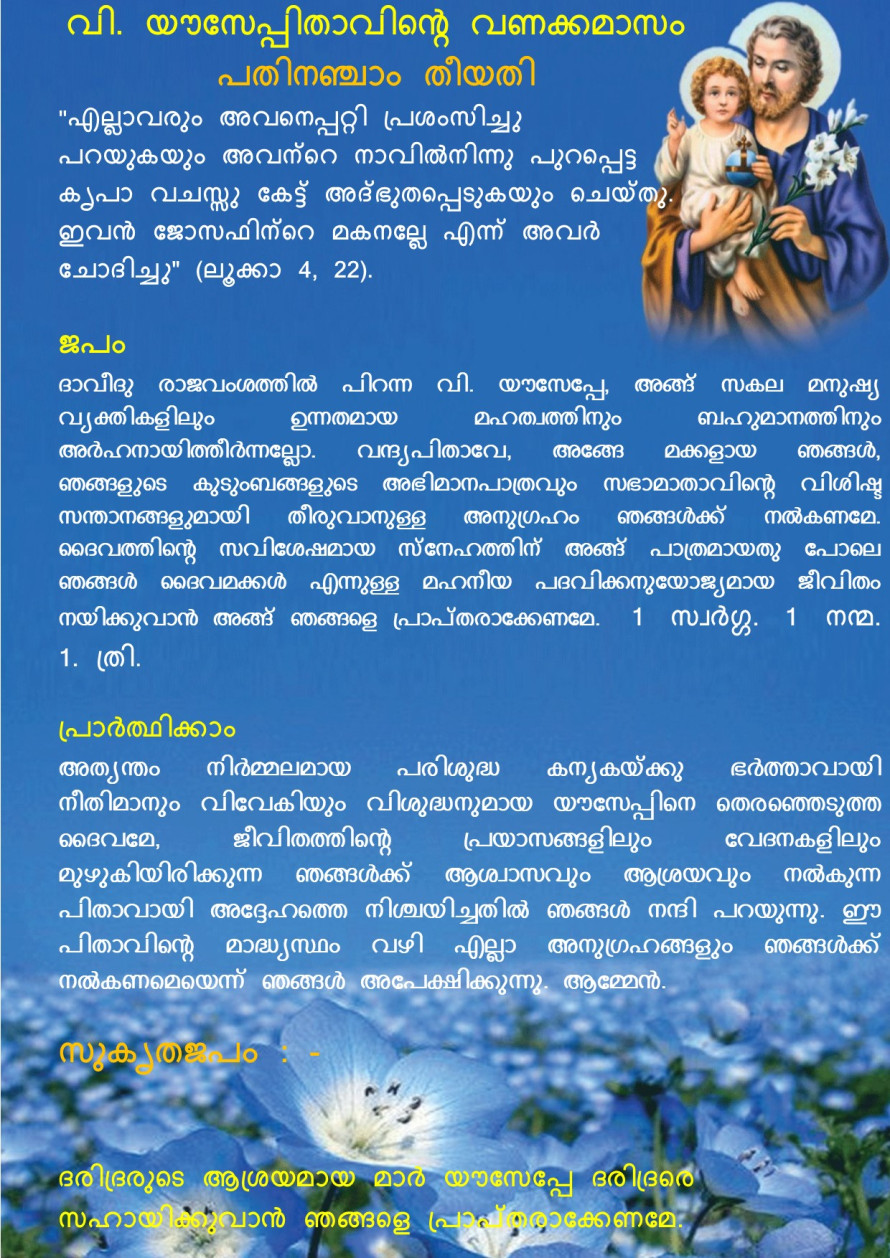 വി. യൗസേപ്പിതാവിന്റെ വണക്കമാസം
പതിനഞ്ചാം തീയതി
"എല്ലാവരും അവനെപ്പറ്റി പ്രശംസിച്ചു
പറയുകയും അവന്റെ നാവിൽനിന്നു പുറപ്പെട്ട
കൃപാ വചസ്സു കേട്ട് അദ്ഭുതപ്പെടുകയും ചെയ്തു.
ഇവൻ ജോസഫിന്റെ മകനല്ലേ എന്ന് അവർ
ചോദിച്ചു" (ലൂക്കാ 4, 22).
ജപം
ദാവീദു രാജവംശത്തിൽ പിറന്ന വി. യൗസേപ്പേ, അങ്ങ് സകല മനുഷ്യ
വ്യക്തികളിലും ഉന്നതമായ മഹത്വത്തിനും ബഹുമാനത്തിനും
അർഹനായിത്തീർന്നല്ലോ. വന്ദ്യപിതാവേ, അങ്ങേ മക്കളായ ഞങ്ങൾ,
ഞങ്ങളുടെ കുടുംബങ്ങളുടെ അഭിമാനപാത്രവും സഭാമാതാവിന്റെ വിശിഷ്ട
സന്താനങ്ങളുമായി തീരുവാനുള്ള അനുഗ്രഹം ഞങ്ങൾക്ക് നൽകണമേ.
ദൈവത്തിന്റെ സവിശേഷമായ സ്നേഹത്തിന് അങ്ങ് പാത്രമായതു പോലെ
ഞങ്ങൾ ദൈവമക്കൾ എന്നുള്ള മഹനീയ പദവിക്കനുയോജ്യമായ ജീവിതം
നയിക്കുവാൻ അങ്ങ് ഞങ്ങളെ പ്രാപ്തരാക്കേണമേ. 1 സ്വർഗ്ഗ. 1 നന്മ.
1. ത്രി.
പ്രാർത്ഥിക്കാം
അത്യന്തം നിർമ്മലമായ പരിശുദ്ധ കന്യകയ്ക്കു ഭർത്താവായി
നീതിമാനും വിവേകിയും വിശുദ്ധനുമായ യൗസേപ്പിനെ തെരഞ്ഞെടുത്ത
ദൈവമേ, ജീവിതത്തിന്റെ പ്രയാസങ്ങളിലും വേദനകളിലും
മുഴുകിയിരിക്കുന്ന ഞങ്ങൾക്ക് ആശ്വാസവും ആശ്രയവും നൽകുന്ന
പിതാവായി അദ്ദേഹത്തെ നിശ്ചയിച്ചതിൽ ഞങ്ങൾ നന്ദി പറയുന്നു. ഈ
പിതാവിന്റെ മാദ്ധ്യസ്ഥം വഴി എല്ലാ അനുഗ്രഹങ്ങളും ഞങ്ങൾക്ക്
നൽകണമെയെന്ന് ഞങ്ങൾ അപേക്ഷിക്കുന്നു. ആമ്മേൻ.
സുകൃതജപം : -
ദരിദ്രരുടെ ആശ്രയമായ മാർ യൗസേപ്പേ ദരിദ്രരെ
സഹായിക്കുവാൻ ഞങ്ങളെ പ്രാപ്തരാക്കേണമേ.